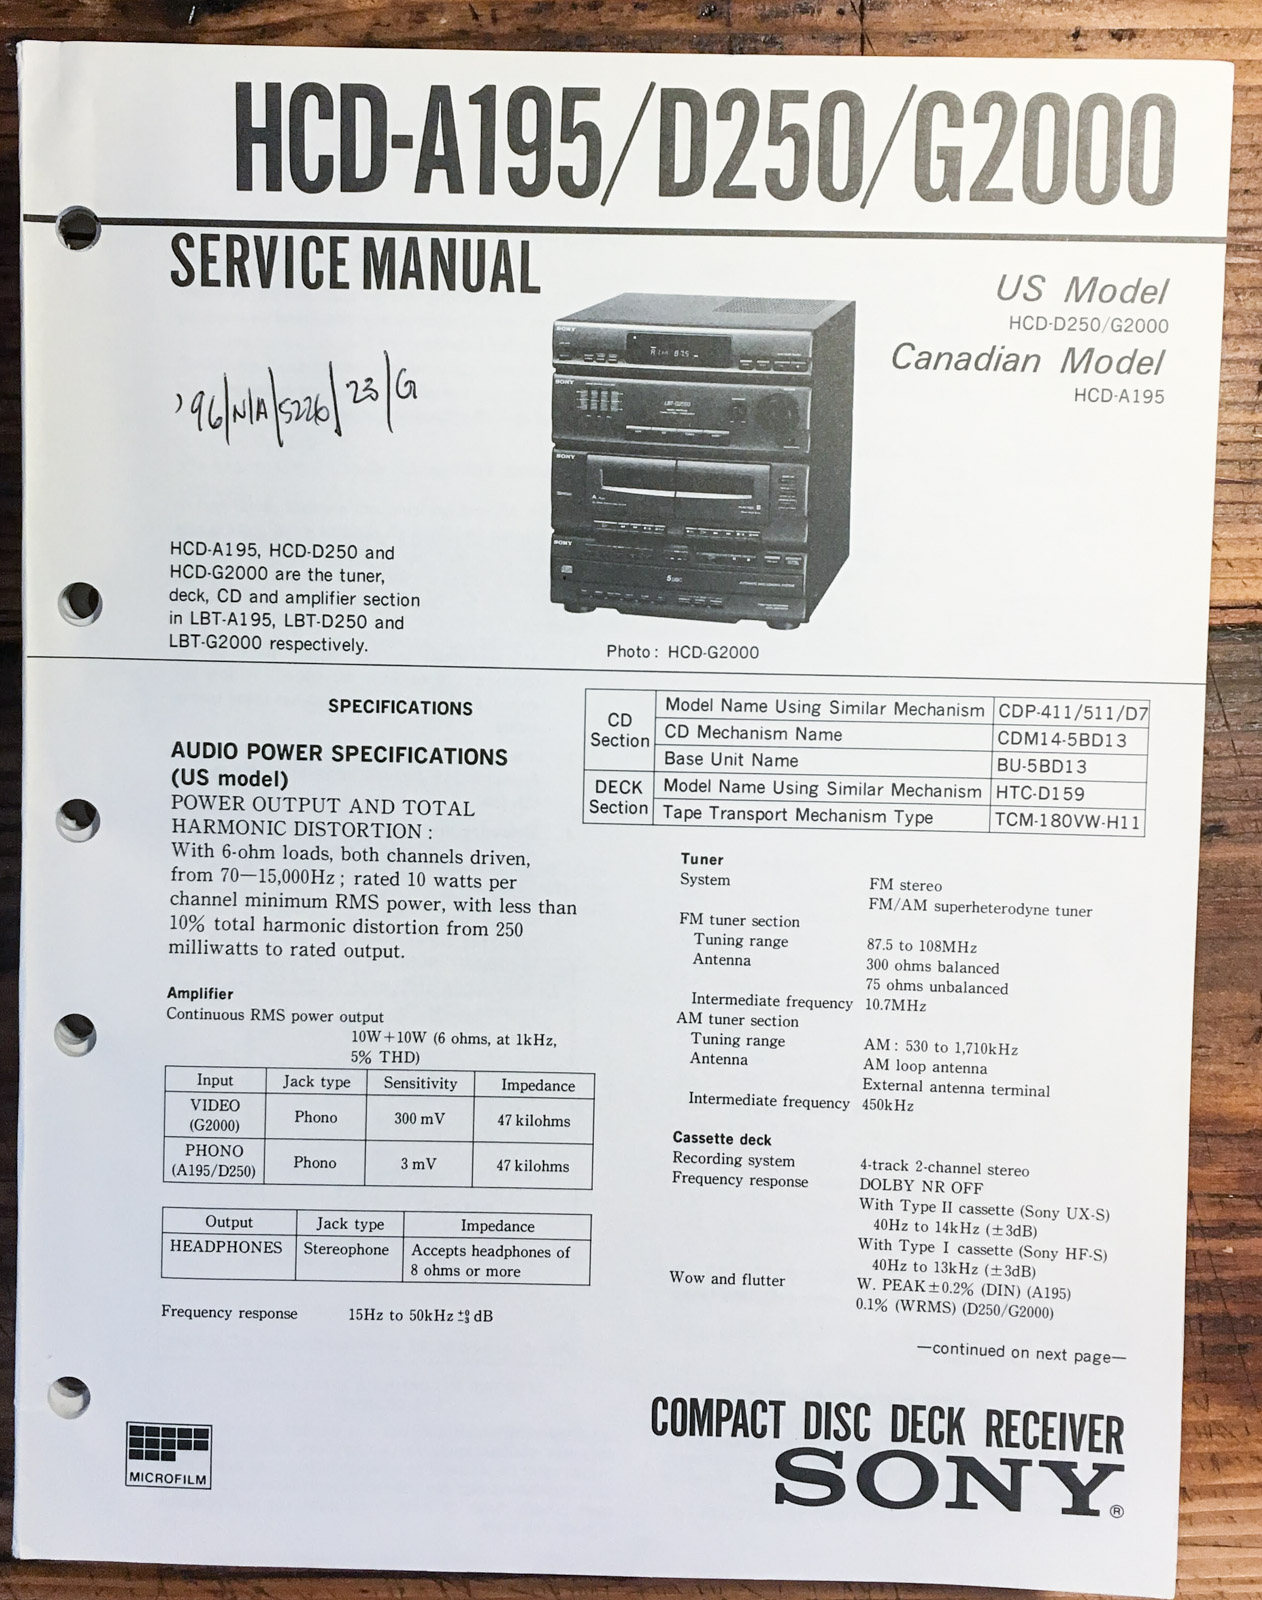 HCD-A195/D250/G2000
SERVICE MANUAL
US Model
HCD-D250/G2000
Canadian Model
HCD-A195
'96/N/A/5226/23/G
SONY
SONY
LBT-G2000
SONY
SONY
5 DISC
HCD-A195, HCD-D250 and
HCD-G2000 are the tuner,
deck, CD and amplifier section
in LBT-A195, LBT-D250 and
LBT-G2000 respectively.
Photo : HCD-G2000
SPECIFICATIONS
AUDIO POWER SPECIFICATIONS
(US model)
POWER OUTPUT AND TOTAL
HARMONIC DISTORTION :
With 6-ohm loads, both channels driven,
from 70—15,000Hz ; rated 10 watts per
channel minimum RMS power, with less than
10% total harmonic distortion from 250
milliwatts to rated output.
Amplifier
Continuous RMS power output
10W+10W (6 ohms, at 1kHz,
5% THD)
Input Jack type Sensitivity Impedance
VIDEO (G2000) Phono 300 mV 47 kilohms
PHONO (A195/D250) Phono 3 mV 47 kilohms
Output Jack type Impedance
HEADPHONES Stereophone Accepts headphones of
8 ohms or more
Frequency response 15Hz to 50kHz +0 -3 dB
CD Section Model Name Using Similar Mechanism CDP-411/511/D7
CD Mechanism Name CDM14-5BD13
Base Unit Name BU-5BD13
DECK Section Model Name Using Similar Mechanism HTC-D159
Tape Transport Mechanism Type TCM-180VW-H11
Tuner
System FM stereo
FM/AM superheterodyne tuner
FM tuner section
Tuning range 87.5 to 108MHz
Antenna 300 ohms balanced
75 ohms unbalanced
Intermediate frequency 10.7MHz
AM tuner section
Tuning range AM : 530 to 1,710kHz
Antenna AM loop antenna
External antenna terminal
Intermediate frequency 450kHz
Cassette deck
Recording system 4-track 2-channel stereo
Frequency response DOLBY NR OFF
With Type II cassette (Sony UX-S)
40Hz to 14kHz (±3dB)
With Type I cassette (Sony HF-S)
40Hz to 13kHz (±3dB)
Wow and flutter W. PEAK±0.2% (DIN) (A195)
0.1% (WRMS) (D250/G2000)
—continued on next page—
MICROFILM
COMPACT DISC DECK RECEIVER
SONY®